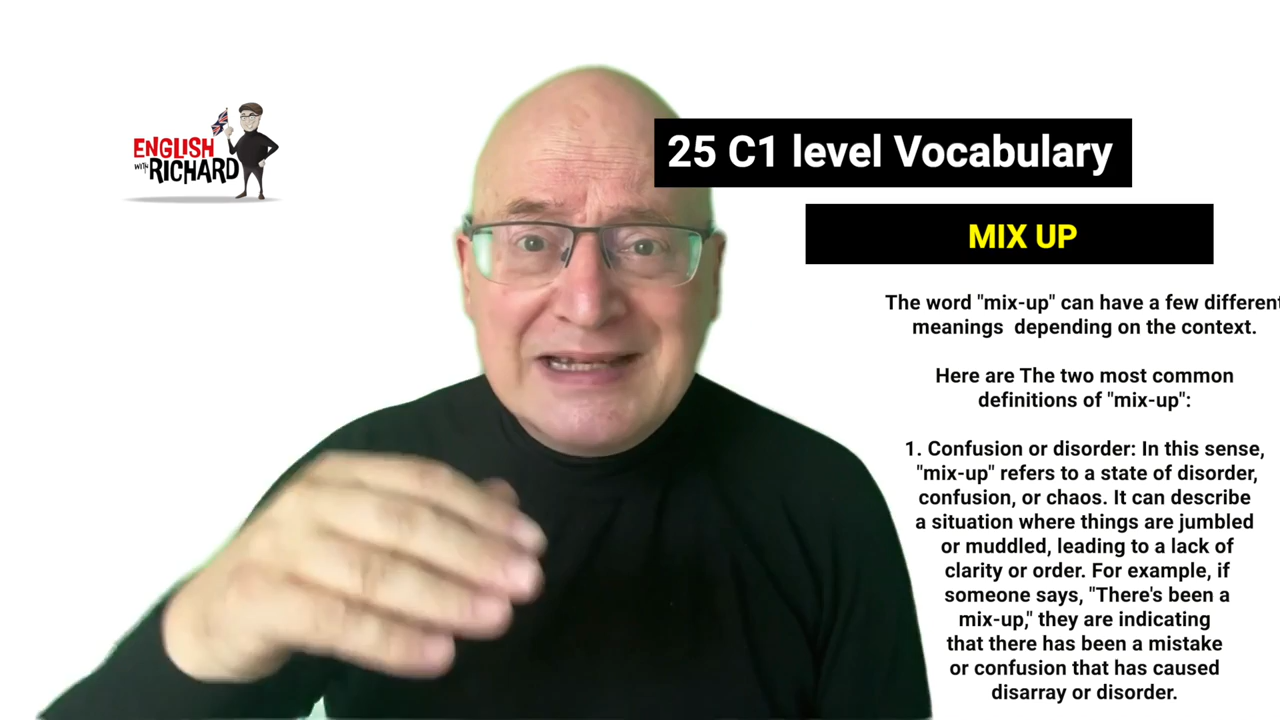 ENGLISH
WITH
RICHARD
25 C1 level Vocabulary
MIX UP
The word "mix-up" can have a few different
meanings depending on the context.
Here are The two most common
definitions of "mix-up":
1. Confusion or disorder: In this sense,
"mix-up" refers to a state of disorder,
confusion, or chaos. It can describe
a situation where things are jumbled
or muddled, leading to a lack of
clarity or order. For example, if
someone says, "There's been a
mix-up," they are indicating
that there has been a mistake
or confusion that has caused
disarray or disorder.